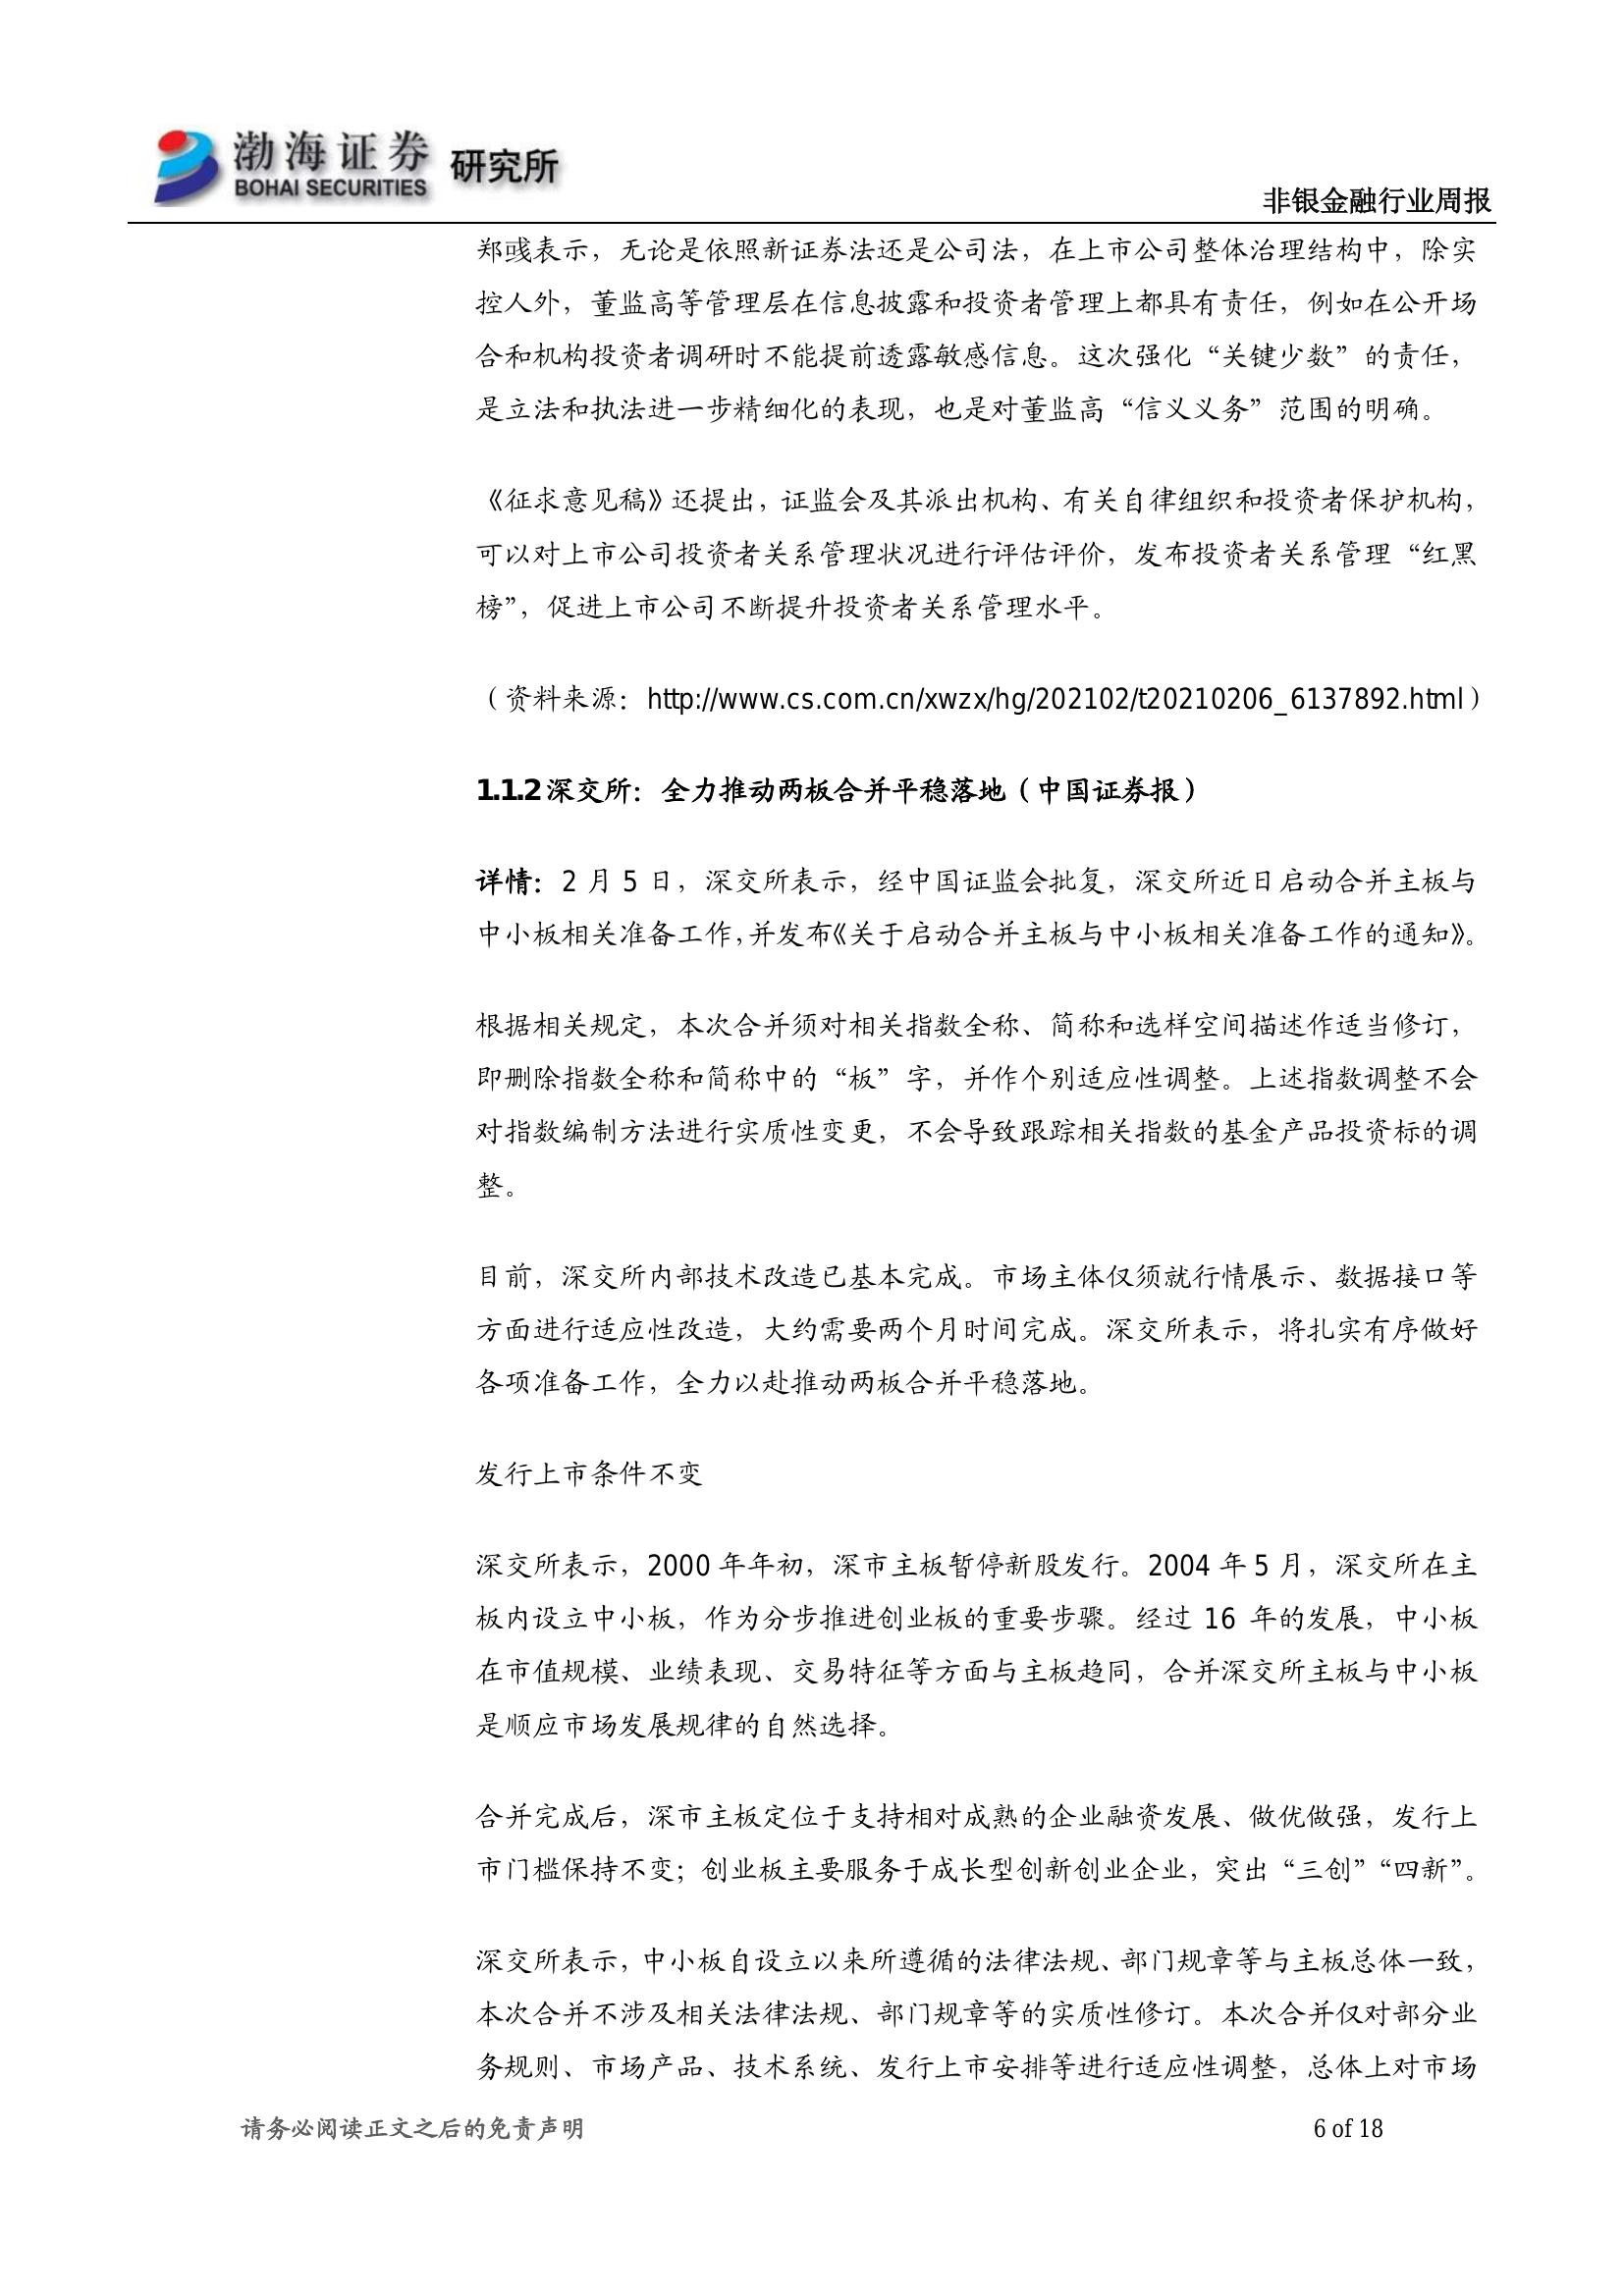 渤海证券
BOHAI SECURITIES
研究所
非银金融行业周报
郑彧表示，无论是依照新证券法还是公司法，在上市公司整体治理结构中，除实
控人外，董监高等管理层在信息披露和投资者管理上都具有责任，例如在公开场
合和机构投资者调研时不能提前透露敏感信息。这次强化“关键少数”的责任，
是立法和执法进一步精细化的表现，也是对董监高“信义义务”范围的明确。
《征求意见稿》还提出，证监会及其派出机构、有关自律组织和投资者保护机构，
可以对上市公司投资者关系管理状况进行评估评价，发布投资者关系管理“红黑
榜”，促进上市公司不断提升投资者关系管理水平。
（资料来源：http://www.cs.com.cn/xwzx/hg/202102/t20210206_6137892.html）
1.1.2 深交所：全力推动两板合并平稳落地（中国证券报）
详情：2 月 5 日，深交所表示，经中国证监会批复，深交所近日启动合并主板与
中小板相关准备工作，并发布《关于启动合并主板与中小板相关准备工作的通知》。
根据相关规定，本次合并须对相关指数全称、简称和选样空间描述作适当修订，
即删除指数全称和简称中的“板”字，并作个别适应性调整。上述指数调整不会
对指数编制方法进行实质性变更，不会导致跟踪相关指数的基金产品投资标的调
整。
目前，深交所内部技术改造已基本完成。市场主体仅须就行情展示、数据接口等
方面进行适应性改造，大约需要两个月时间完成。深交所表示，将扎实有序做好
各项准备工作，全力以赴推动两板合并平稳落地。
发行上市条件不变
深交所表示，2000 年年初，深市主板暂停新股发行。2004 年 5 月，深交所在主
板内设立中小板，作为分步推进创业板的重要步骤。经过 16 年的发展，中小板
在市值规模、业绩表现、交易特征等方面与主板趋同，合并深交所主板与中小板
是顺应市场发展规律的自然选择。
合并完成后，深市主板定位于支持相对成熟的企业融资发展、做优做强，发行上
市门槛保持不变；创业板主要服务于成长型创新创业企业，突出“三创”“四新”。
深交所表示，中小板自设立以来所遵循的法律法规、部门规章等与主板总体一致，
本次合并不涉及相关法律法规、部门规章等的实质性修订。本次合并仅对部分业
务规则、市场产品、技术系统、发行上市安排等进行适应性调整，总体上对市场
请务必阅读正文之后的免责声明
6 of 18